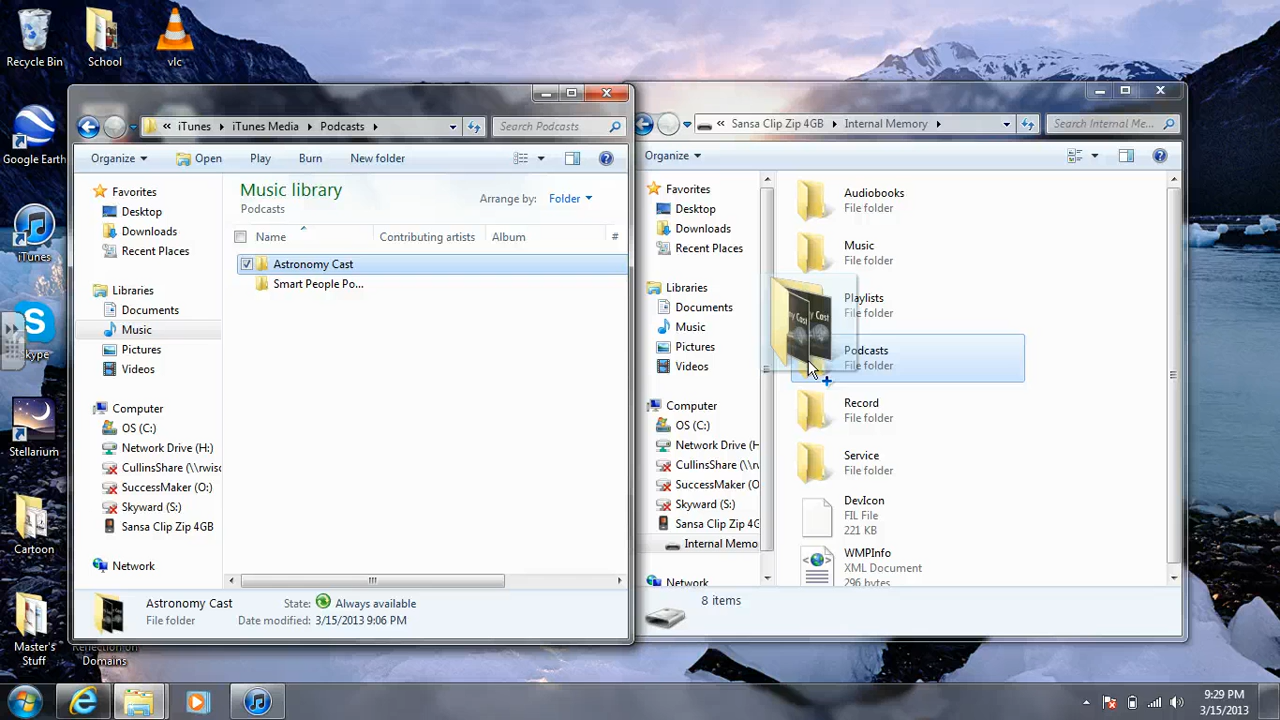 Recycle Bin
School
vlc
Google Earth
iTunes
Stellarium
Cartoon
Master's
Stuff
Domains
« iTunes ▸ iTunes Media ▸ Podcasts ▸
Search Podcasts
Organize ▾ Open Play Burn New folder
Favorites
Desktop
Downloads
Recent Places
Libraries
Documents
Music
Pictures
Videos
Computer
OS (C:)
Network Drive (H:)
CullinsShare (\\rwisc
SuccessMaker (O:)
Skyward (S:)
Sansa Clip Zip 4GB
Network
Music library
Podcasts
Arrange by: Folder ▾
Name Contributing artists Album #
Astronomy Cast
Smart People Po...
Astronomy Cast State: Always available
File folder Date modified: 3/15/2013 9:06 PM
« Sansa Clip Zip 4GB ▸ Internal Memory ▸
Search Internal Me...
Organize ▾
Favorites
Desktop
Downloads
Recent Places
Libraries
Documents
Music
Pictures
Videos
Computer
OS (C:)
Network Drive (H
CullinsShare (\\rwisc
SuccessMaker (O:)
Skyward (S:)
Sansa Clip Zip 4G
Internal Memo
Network
Audiobooks
File folder
Music
File folder
Playlists
File folder
Podcasts
File folder
Record
File folder
Service
File folder
DevIcon
FIL File
221 KB
WMPInfo
XML Document
296 bytes
8 items
9:29 PM
3/15/2013